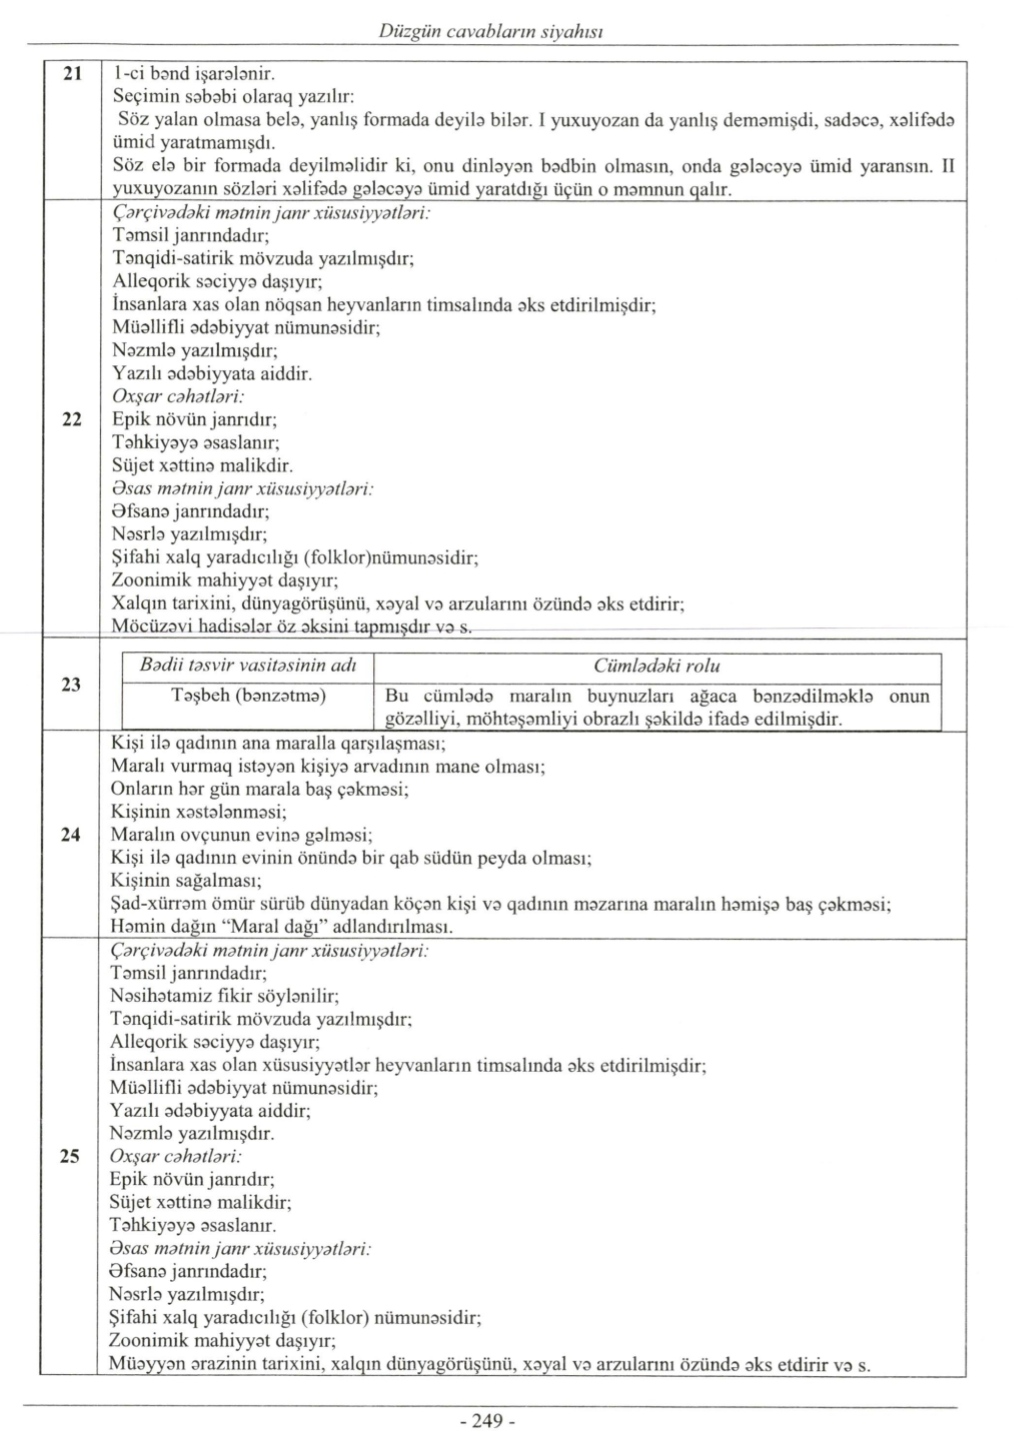 Düzgün cavabların siyahısı
21
1-ci bənd işarələnir.
Seçimin səbəbi olaraq yazılır:
Söz yalan olmasa belə, yanlış formada deyilə bilər. I yuxuyozan da yanlış deməmişdi, sadəcə, xəlifədə
ümid yaratmamışdı.
Söz elə bir formada deyilməlidir ki, onu dinləyən bədbin olmasın, onda gələcəyə ümid yaransın. II
yuxuyozanın sözləri xəlifədə gələcəyə ümid yaratdığı üçün o məmnun qalır.
22
Çərçivədəki mətnin janr xüsusiyyətləri:
Təmsil janrındadır;
Tənqidi-satirik mövzuda yazılmışdır;
Alleqorik səciyyə daşıyır;
İnsanlara xas olan nöqsan heyvanların timsalında əks etdirilmişdir;
Müəllifli ədəbiyyat nümunəsidir;
Nəzmlə yazılmışdır;
Yazılı ədəbiyyata aiddir.
Oxşar cəhətləri:
Epik növün janrıdır;
Təhkiyəyə əsaslanır;
Süjet xəttinə malikdir.
Əsas mətnin janr xüsusiyyətləri:
Əfsanə janrındadır;
Nəsrlə yazılmışdır;
Şifahi xalq yaradıcılığı (folklor)nümunəsidir;
Zoonimik mahiyyət daşıyır;
Xalqın tarixini, dünyagörüşünü, xəyal və arzularını özündə əks etdirir;
Möcüzəvi hadisələr öz əksini tapmışdır və s.
23
Bədii təsvir vasitəsinin adı
Cümlədəki rolu
Təşbeh (bənzətmə)
Bu cümlədə maralın buynuzları ağaca bənzədilməklə onun
gözəlliyi, möhtəşəmliyi obrazlı şəkildə ifadə edilmişdir.
24
Kişi ilə qadının ana maralla qarşılaşması;
Maralı vurmaq istəyən kişiyə arvadının mane olması;
Onların hər gün marala baş çəkməsi;
Kişinin xəstələnməsi;
Maralın ovçunun evinə gəlməsi;
Kişi ilə qadının evinin önündə bir qab südün peyda olması;
Kişinin sağalması;
Şad-xürrəm ömür sürüb dünyadan köçən kişi və qadının məzarına maralın həmişə baş çəkməsi;
Həmin dağın “Maral dağı” adlandırılması.
25
Çərçivədəki mətnin janr xüsusiyyətləri:
Təmsil janrındadır;
Nəsihətamiz fikir söylənilir;
Tənqidi-satirik mövzuda yazılmışdır;
Alleqorik səciyyə daşıyır;
İnsanlara xas olan xüsusiyyətlər heyvanların timsalında əks etdirilmişdir;
Müəllifli ədəbiyyat nümunəsidir;
Yazılı ədəbiyyata aiddir;
Nəzmlə yazılmışdır.
Oxşar cəhətləri:
Epik növün janrıdır;
Süjet xəttinə malikdir;
Təhkiyəyə əsaslanır.
Əsas mətnin janr xüsusiyyətləri:
Əfsanə janrındadır;
Nəsrlə yazılmışdır;
Şifahi xalq yaradıcılığı (folklor) nümunəsidir;
Zoonimik mahiyyət daşıyır;
Müəyyən ərazinin tarixini, xalqın dünyagörüşünü, xəyal və arzularını özündə əks etdirir və s.
- 249 -